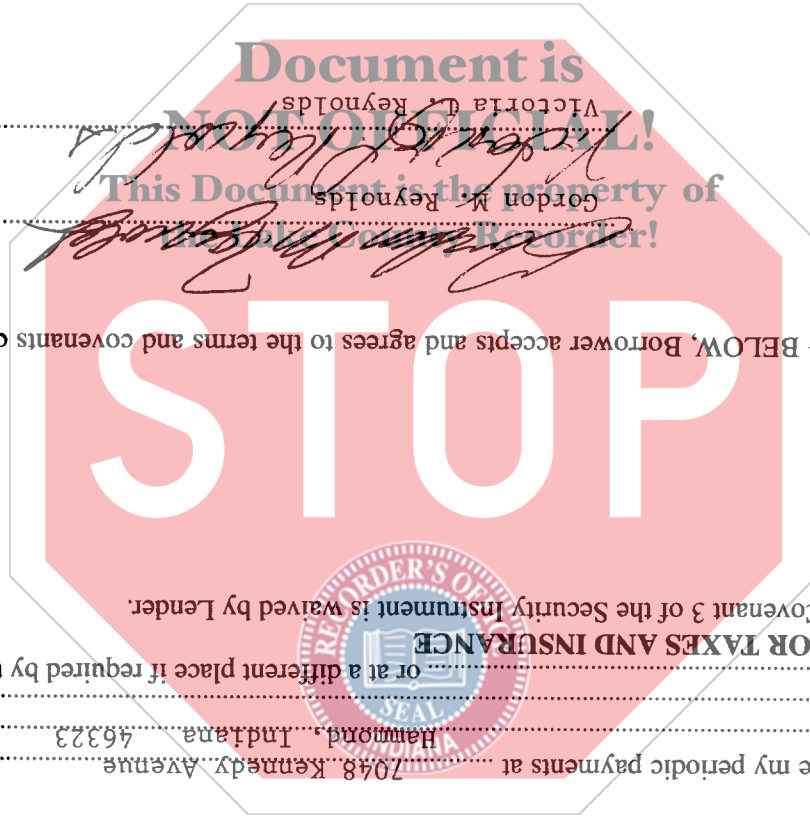 Document is
NOT OFFICIAL!
This Document is the property of
the Lake County Recorder!
STOP
RECORDER'S OF
SEAL
INDIANA
e my periodic payments at 7048 Kennedy Avenue
Hammond, Indiana 46323
or at a different place if required by
OR TAXES AND INSURANCE
ovenant 3 of the Security Instrument is waived by Lender.
BELOW, Borrower accepts and agrees to the terms and covenants c
Gordon M. Reynolds
Victoria Reynolds